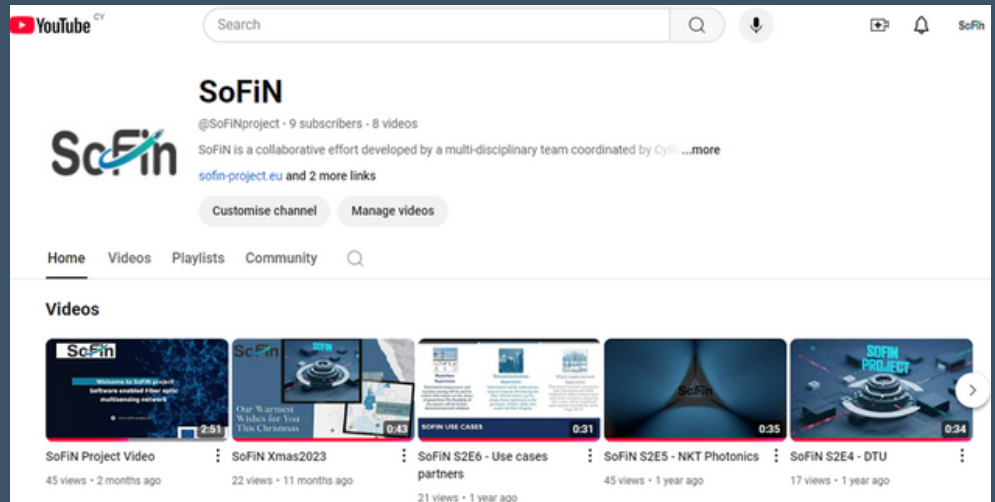 YouTube CY
Search
SoFin
SoFiN
@SoFiNproject • 9 subscribers • 8 videos
SoFiN is a collaborative effort developed by a multi-disciplinary team coordinated by CyRI ...more
sofin-project.eu and 2 more links
Customise channel
Manage videos
SoFin
Home
Videos
Playlists
Community
Videos
SoFin
Welcome to SoFiN project
Software enabled Fiber optic
multisensing network
2:51
SoFin
SOFIN
Our Warmest
Wishes for You
This Christmas
0:43
SOFIN USE CASES
0:31
SoFin
0:35
SOFIN
PROJECT
0:34
SoFiN Project Video
45 views • 2 months ago
SoFiN Xmas2023
22 views • 11 months ago
SoFiN S2E6 - Use cases
partners
21 views • 1 year ago
SoFiN S2E5 - NKT Photonics
45 views • 1 year ago
SoFiN S2E4 - DTU
17 views • 1 year ago